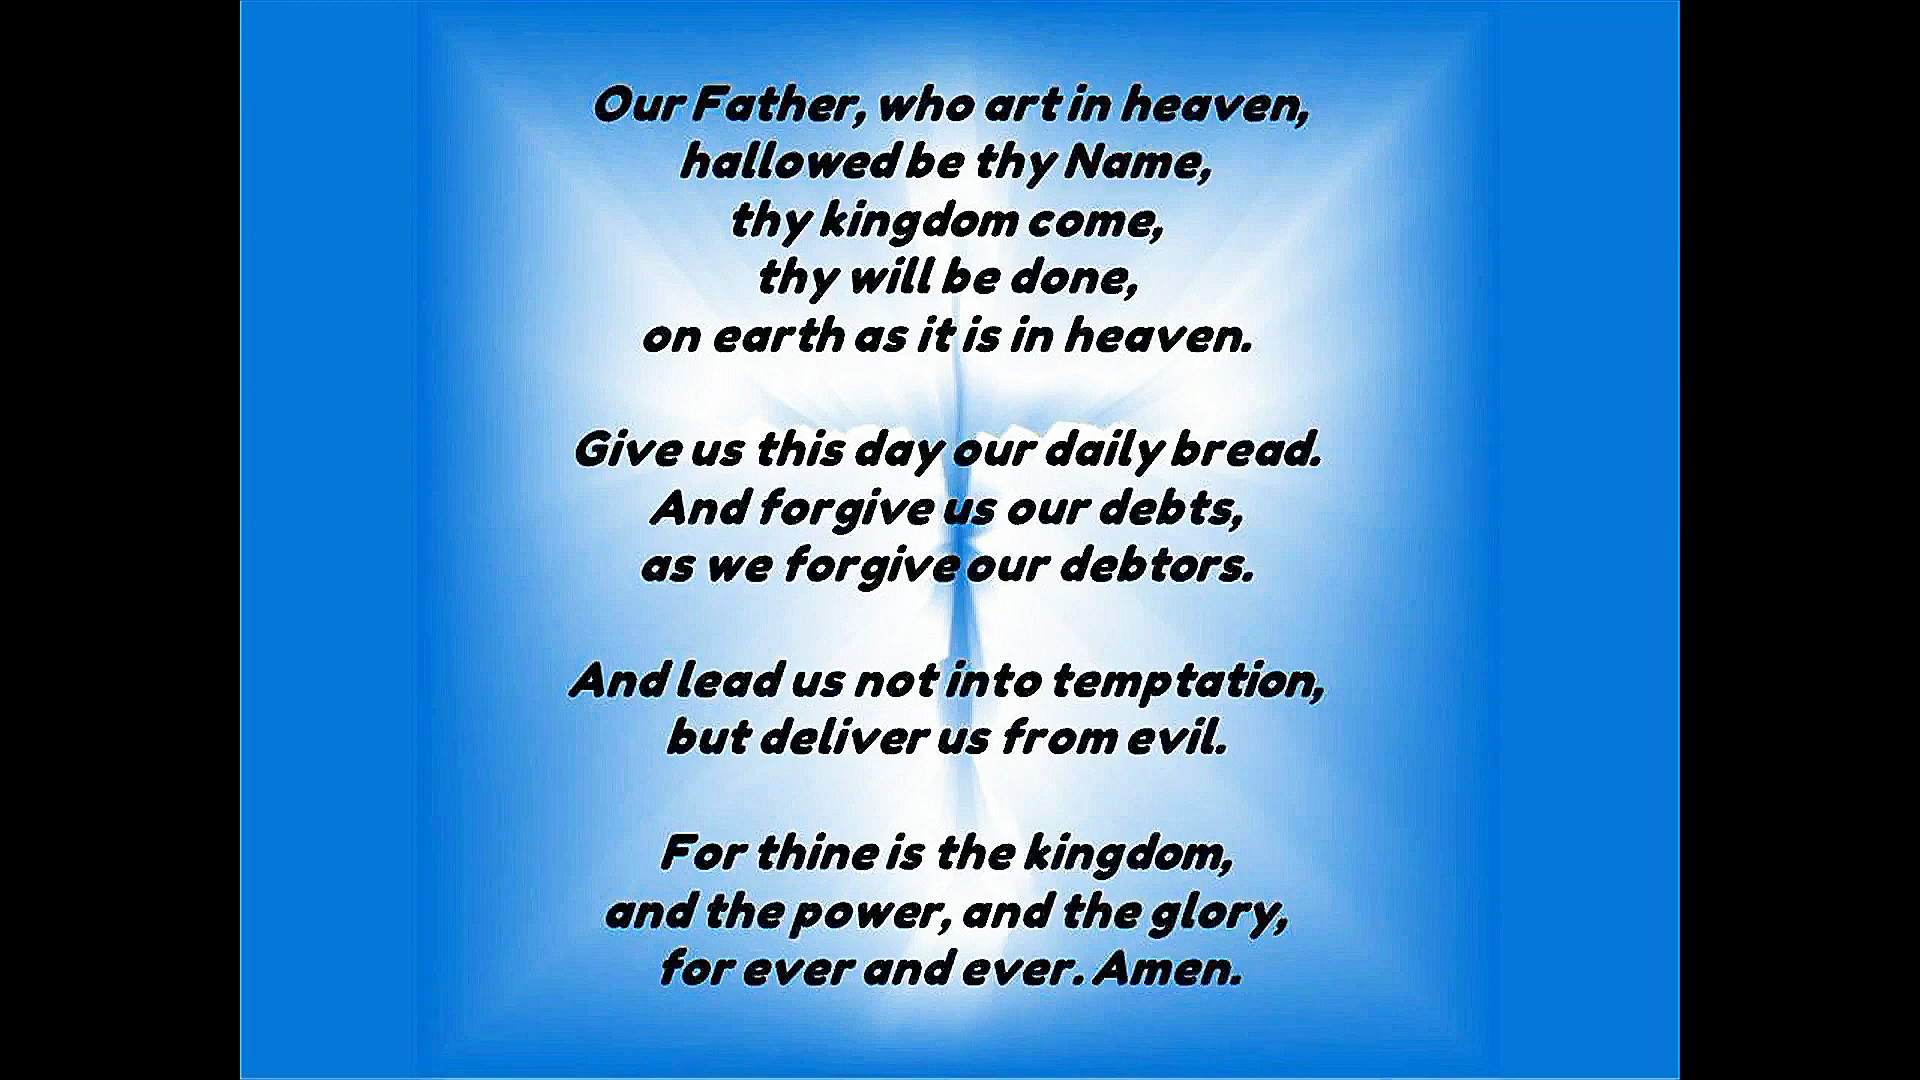 Our Father, who art in heaven,
hallowed be thy Name,
thy kingdom come,
thy will be done,
on earth as it is in heaven.
Give us this day our daily bread.
And forgive us our debts,
as we forgive our debtors.
And lead us not into temptation,
but deliver us from evil.
For thine is the kingdom,
and the power, and the glory,
for ever and ever. Amen.